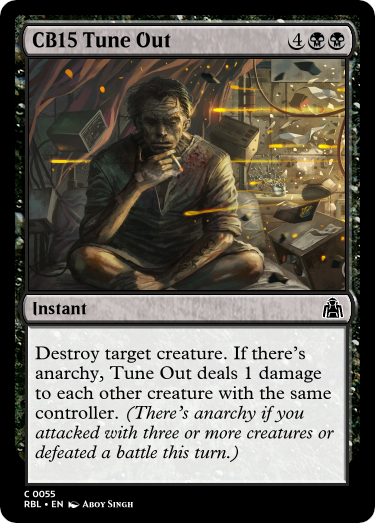 CB15 Tune Out 4
Instant
Destroy target creature. If there's
anarchy, Tune Out deals 1 damage
to each other creature with the same
controller. (There's anarchy if you
attacked with three or more creatures or
defeated a battle this turn.)
C 0055
RBL • EN Aboy Singh